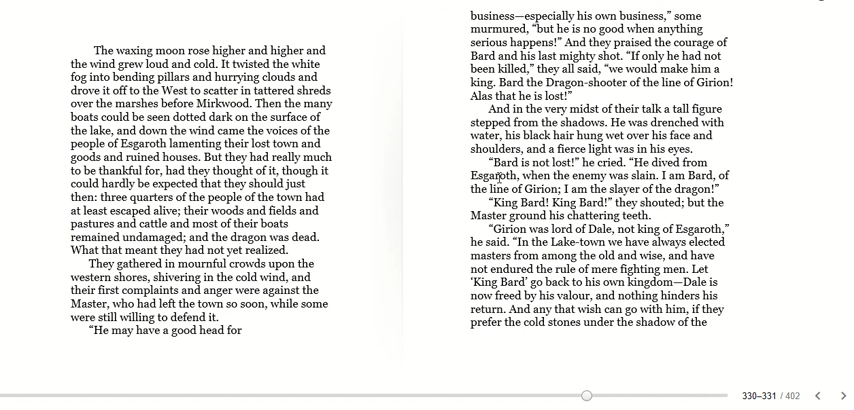 The waxing moon rose higher and higher and
the wind grew loud and cold. It twisted the white
fog into bending pillars and hurrying clouds and
drove it off to the West to scatter in tattered shreds
over the marshes before Mirkwood. Then the many
boats could be seen dotted dark on the surface of
the lake, and down the wind came the voices of the
people of Esgaroth lamenting their lost town and
goods and ruined houses. But they had really much
to be thankful for, had they thought of it, though it
could hardly be expected that they should just
then: three quarters of the people of the town had
at least escaped alive; their woods and fields and
pastures and cattle and most of their boats
remained undamaged; and the dragon was dead.
What that meant they had not yet realized.
They gathered in mournful crowds upon the
western shores, shivering in the cold wind, and
their first complaints and anger were against the
Master, who had left the town so soon, while some
were still willing to defend it.
“He may have a good head for
business—especially his own business,” some
murmured, “but he is no good when anything
serious happens!” And they praised the courage of
Bard and his last mighty shot. “If only he had not
been killed,” they all said, “we would make him a
king. Bard the Dragon-shooter of the line of Girion!
Alas that he is lost!”
And in the very midst of their talk a tall figure
stepped from the shadows. He was drenched with
water, his black hair hung wet over his face and
shoulders, and a fierce light was in his eyes.
“Bard is not lost!” he cried. “He dived from
Esgaroth, when the enemy was slain. I am Bard, of
the line of Girion; I am the slayer of the dragon!”
“King Bard! King Bard!” they shouted; but the
Master ground his chattering teeth.
“Girion was lord of Dale, not king of Esgaroth,”
he said. “In the Lake-town we have always elected
masters from among the old and wise, and have
not endured the rule of mere fighting men. Let
‘King Bard’ go back to his own kingdom—Dale is
now freed by his valour, and nothing hinders his
return. And any that wish can go with him, if they
prefer the cold stones under the shadow of the
330–331 / 402